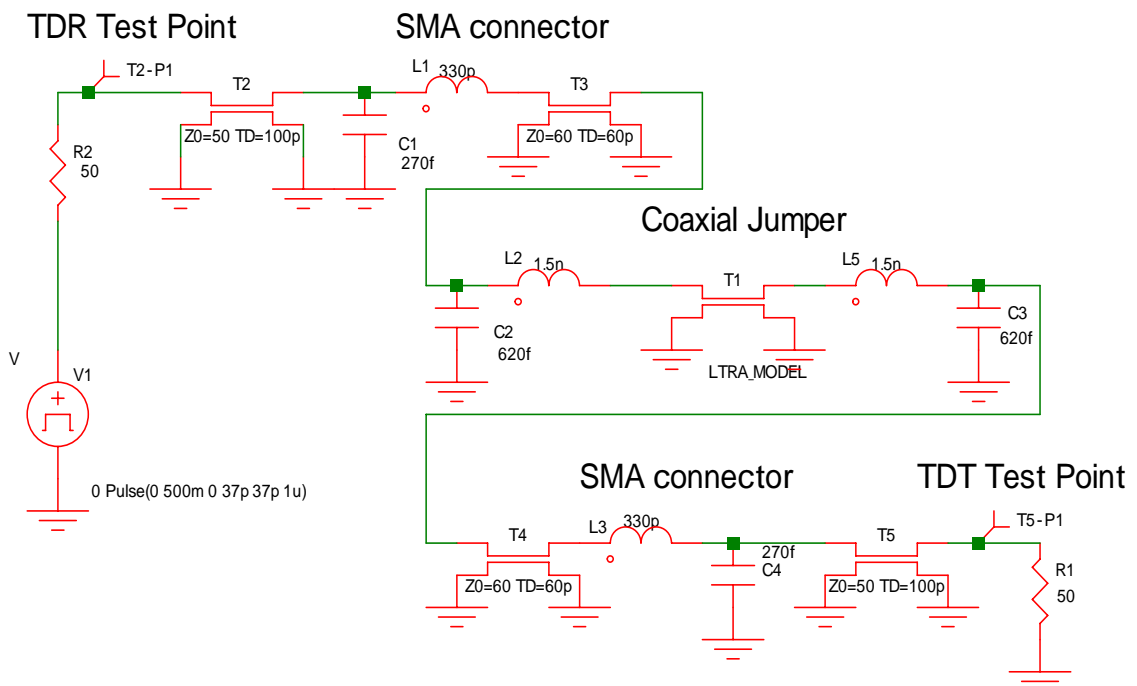 TDR Test Point
SMA connector
T2-P1
T2
L1
330p
T3
R2
50
Z0=50 TD=100p
C1
270f
Z0=60 TD=60p
Coaxial Jumper
L2
1.5n
T1
L5
1.5n
C2
620f
C3
620f
LTRA_MODEL
V
V1
0 Pulse(0 500m 0 37p 37p 1u)
SMA connector
TDT Test Point
T4
L3
330p
T5
T5-P1
270f
C4
Z0=60 TD=60p
Z0=50 TD=100p
R1
50